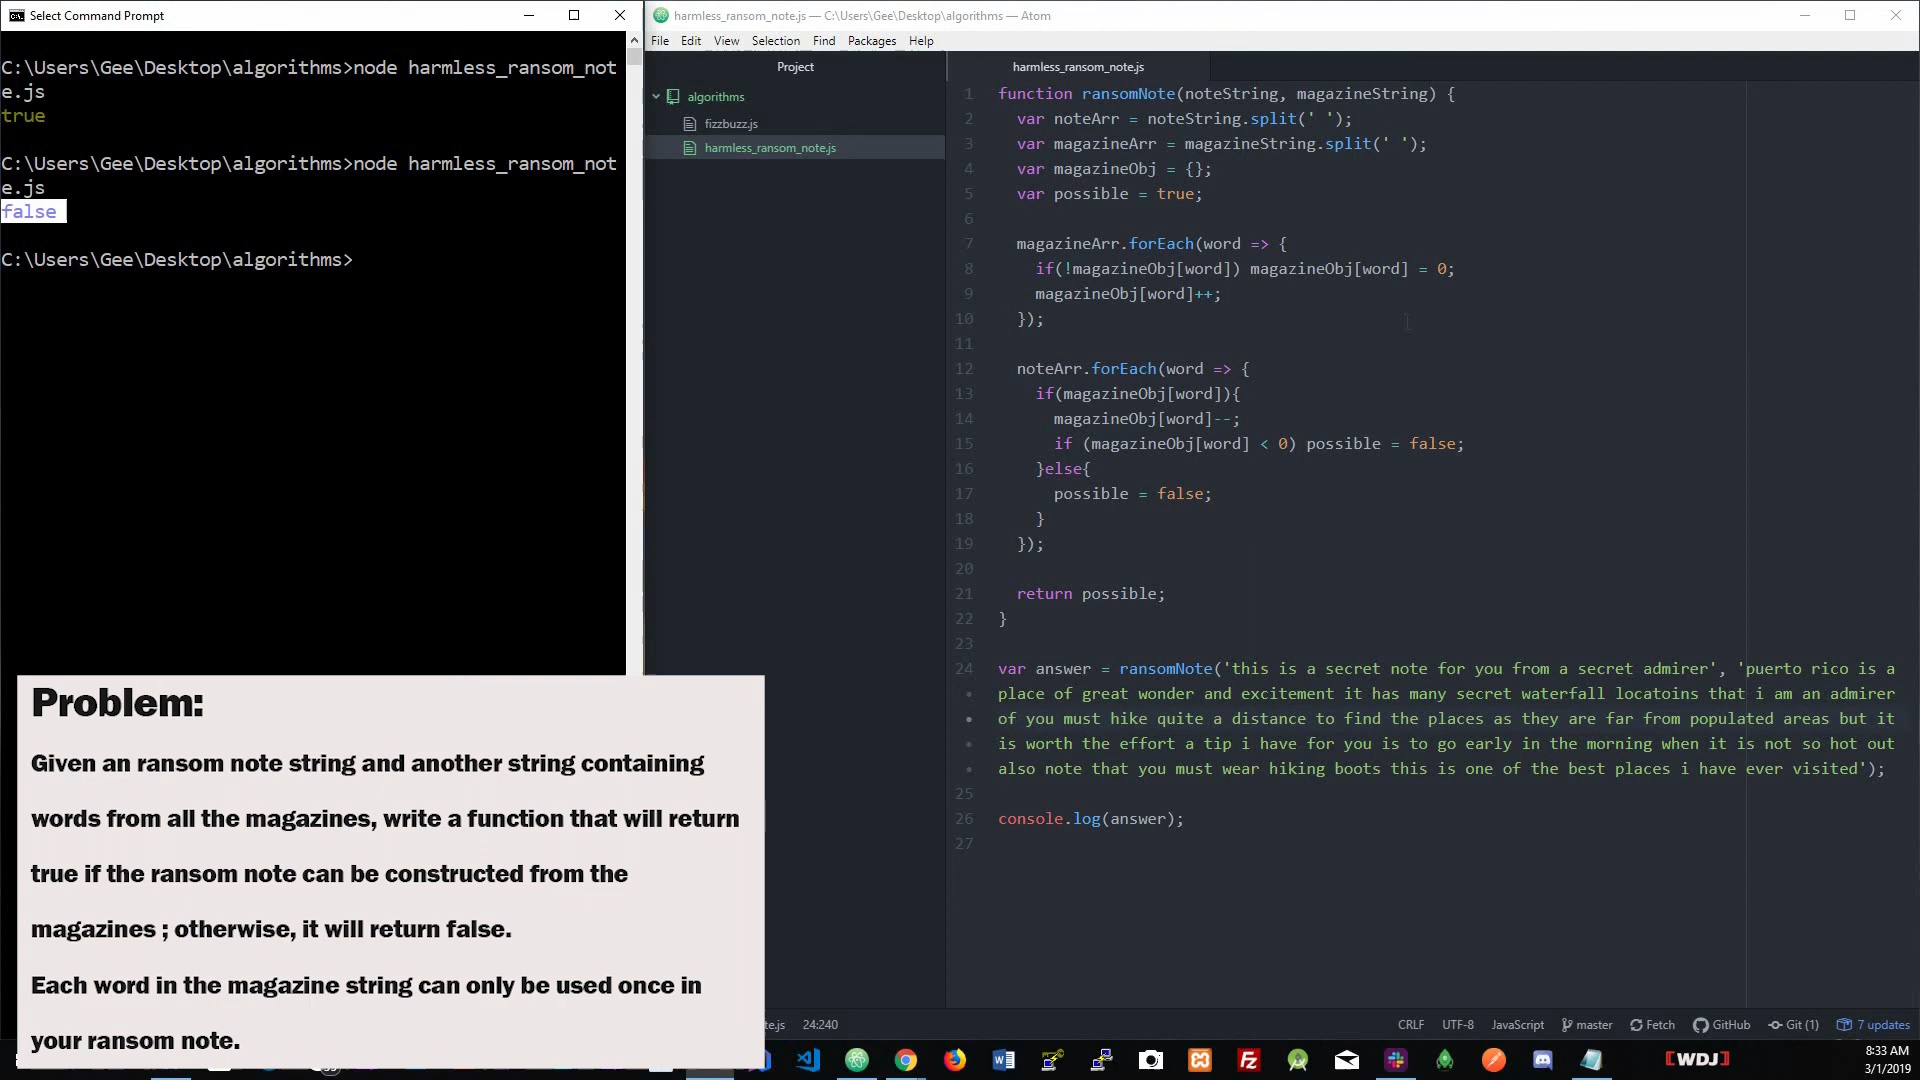 Select Command Prompt
C:\Users\Gee\Desktop\algorithms>node harmless_ransom_not
e.js
true
C:\Users\Gee\Desktop\algorithms>node harmless_ransom_not
e.js
false
C:\Users\Gee\Desktop\algorithms>
harmless_ransom_note.js — C:\Users\Gee\Desktop\algorithms — Atom
File Edit View Selection Find Packages Help
Project
algorithms
fizzbuzz.js
harmless_ransom_note.js
harmless_ransom_note.js
1 function ransomNote(noteString, magazineString) {
2 var noteArr = noteString.split(' ');
3 var magazineArr = magazineString.split(' ');
4 var magazineObj = {};
5 var possible = true;
6
7 magazineArr.forEach(word => {
8 if(!magazineObj[word]) magazineObj[word] = 0;
9 magazineObj[word]++;
10 });
11
12 noteArr.forEach(word => {
13 if(magazineObj[word]){
14 magazineObj[word]--;
15 if (magazineObj[word] < 0) possible = false;
16 }else{
17 possible = false;
18 }
19 });
20
21 return possible;
22 }
23
24 var answer = ransomNote('this is a secret note for you from a secret admirer', 'puerto rico is a
place of great wonder and excitement it has many secret waterfall locatoins that i am an admirer
of you must hike quite a distance to find the places as they are far from populated areas but it
is worth the effort a tip i have for you is to go early in the morning when it is not so hot out
also note that you must wear hiking boots this is one of the best places i have ever visited');
25
26 console.log(answer);
27
Problem:
Given an ransom note string and another string containing
words from all the magazines, write a function that will return
true if the ransom note can be constructed from the
magazines ; otherwise, it will return false.
Each word in the magazine string can only be used once in
your ransom note.
te.js 24:240
CRLF UTF-8 JavaScript master Fetch GitHub Git (1) 7 updates
[WDJ]
8:33 AM
3/1/2019